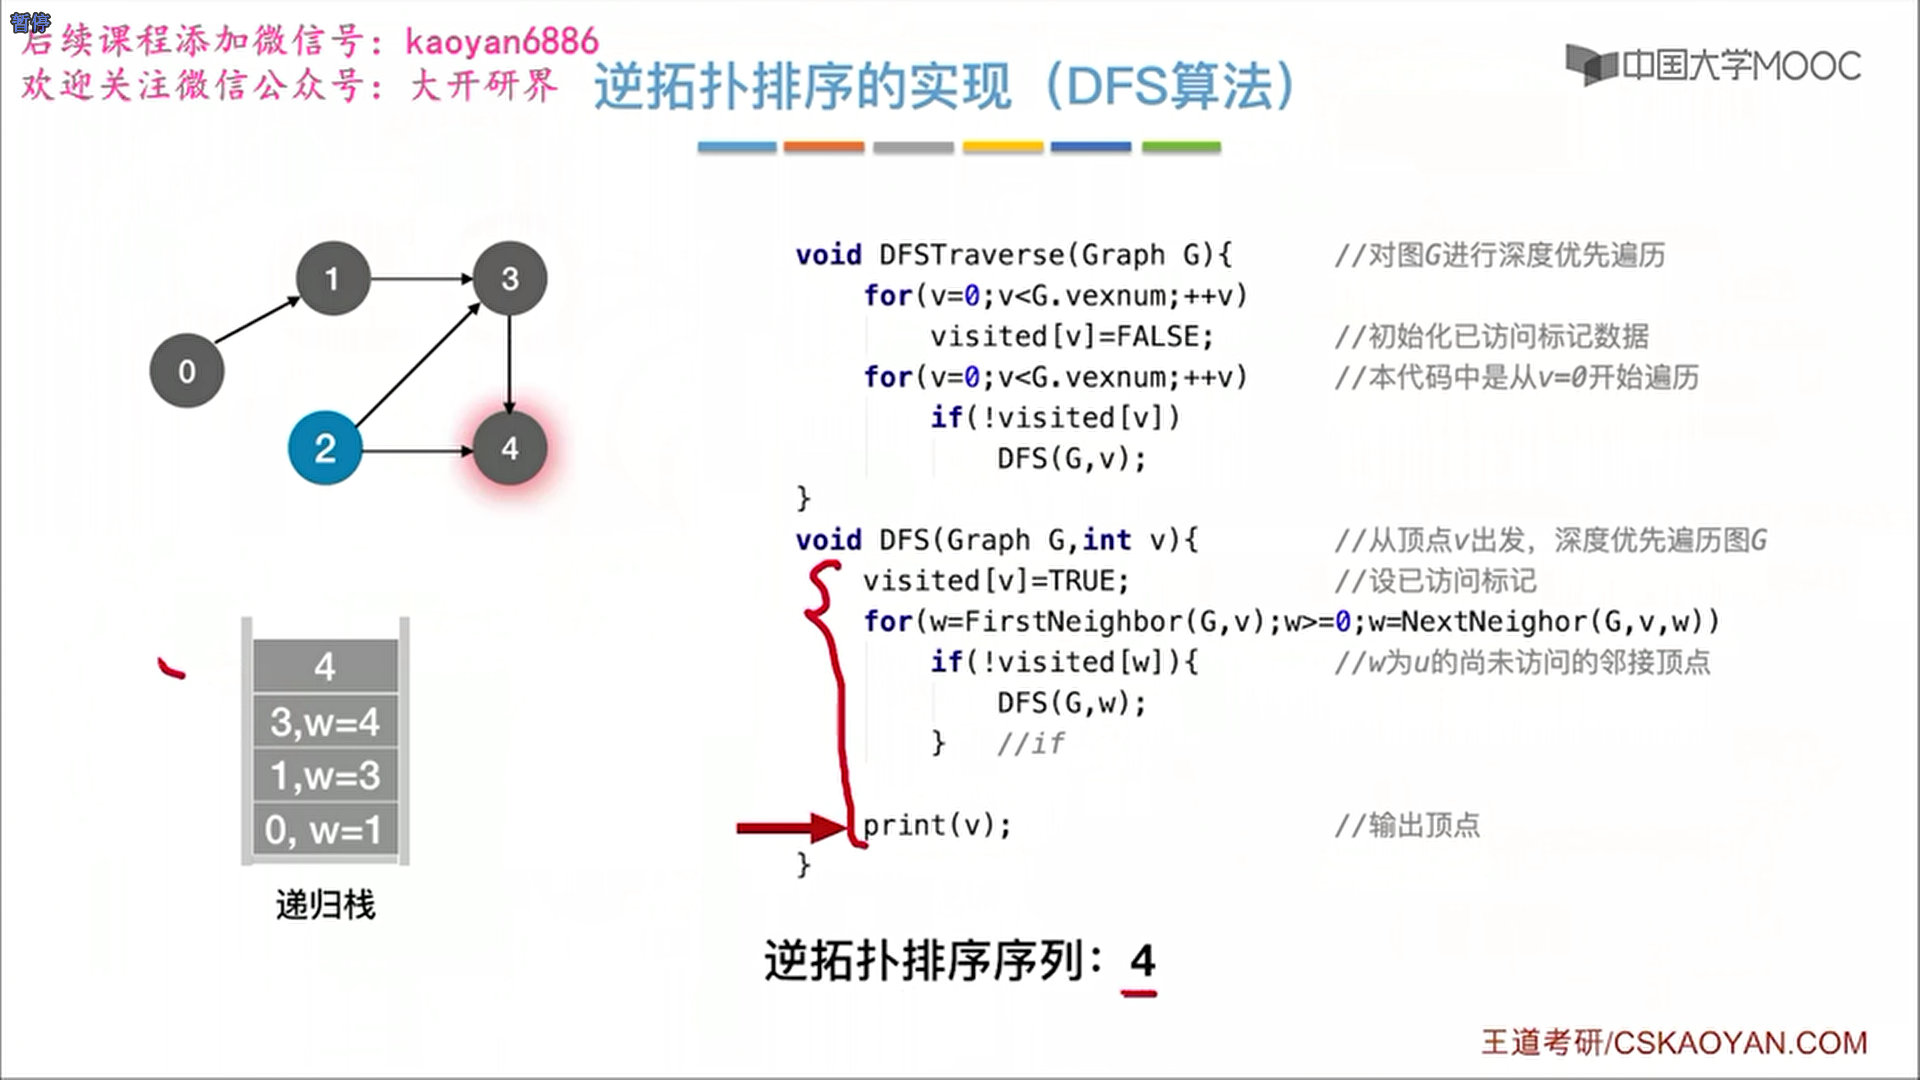 暂停
后续课程添加微信号：kaoyan6886
欢迎关注微信公众号：大开研界
逆拓扑排序的实现（DFS算法）
中国大学MOOC
0
1
3
2
4
void DFSTraverse(Graph G){ //对图G进行深度优先遍历
for(v=0;v<G.vexnum;++v)
visited[v]=FALSE; //初始化已访问标记数据
for(v=0;v<G.vexnum;++v) //本代码中是从v=0开始遍历
if(!visited[v])
DFS(G,v);
}
void DFS(Graph G,int v){ //从顶点v出发，深度优先遍历图G
visited[v]=TRUE; //设已访问标记
for(w=FirstNeighbor(G,v);w>=0;w=NextNeighor(G,v,w))
if(!visited[w]){ //w为u的尚未访问的邻接顶点
DFS(G,w);
} //if
print(v); //输出顶点
}
4
3,w=4
1,w=3
0, w=1
递归栈
逆拓扑排序序列：4
王道考研/CSKAOYAN.COM